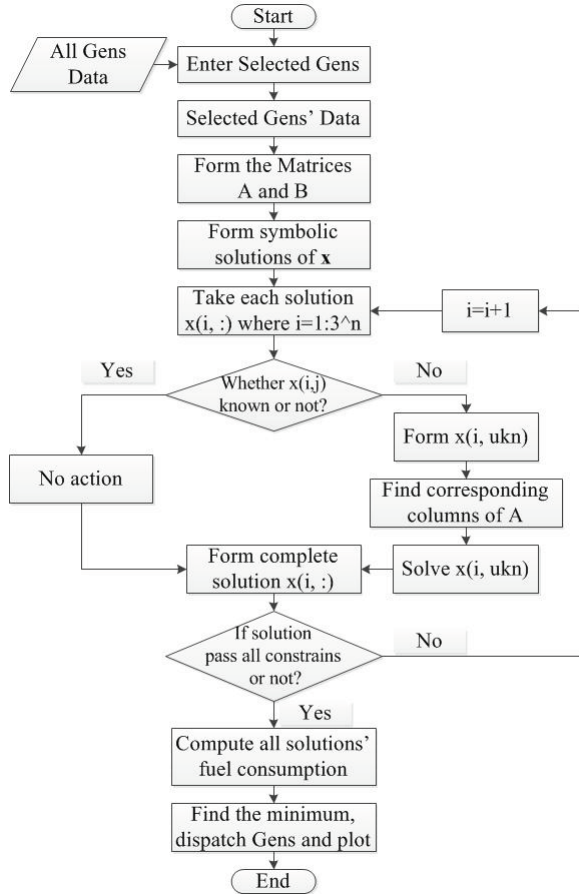 Start
All Gens
Data
Enter Selected Gens
Selected Gens’ Data
Form the Matrices
A and B
Form symbolic
solutions of x
Take each solution
x(i, :) where i=1:3^n
i=i+1
Yes
No
Whether x(i,j)
known or not?
Form x(i, ukn)
No action
Find corresponding
columns of A
Form complete
solution x(i, :)
Solve x(i, ukn)
If solution
pass all constrains
or not?
No
Yes
Compute all solutions’
fuel consumption
Find the minimum,
dispatch Gens and plot
End